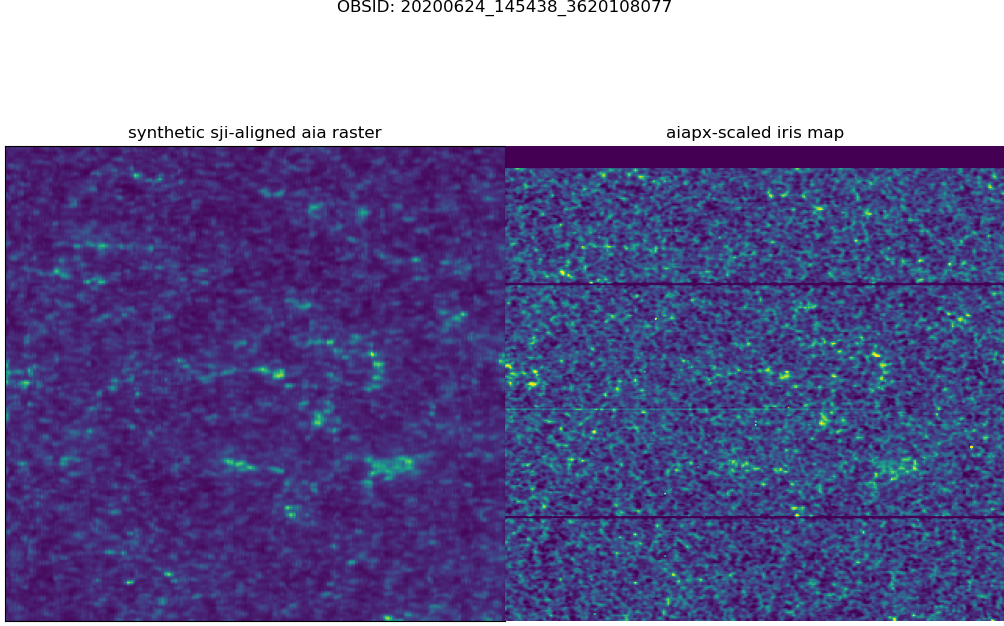 OBSID: 20200624_145438_3620108077
synthetic sji-aligned aia raster
aiapx-scaled iris map